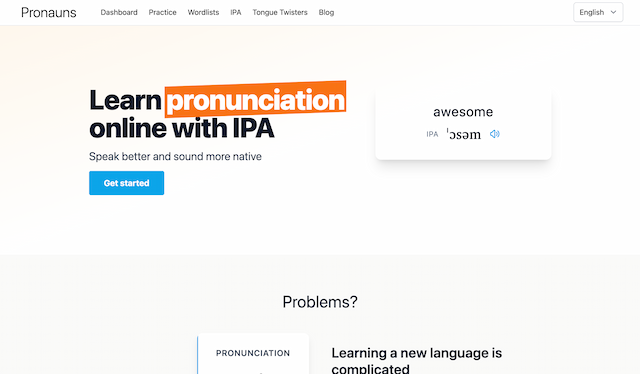 Pronauns
Dashboard
Practice
Wordlists
IPA
Tongue Twisters
Blog
English
Learn pronunciation
online with IPA
Speak better and sound more native
Get started
awesome
IPA ˈɔsəm
Problems?
PRONUNCIATION
Learning a new language is
complicated